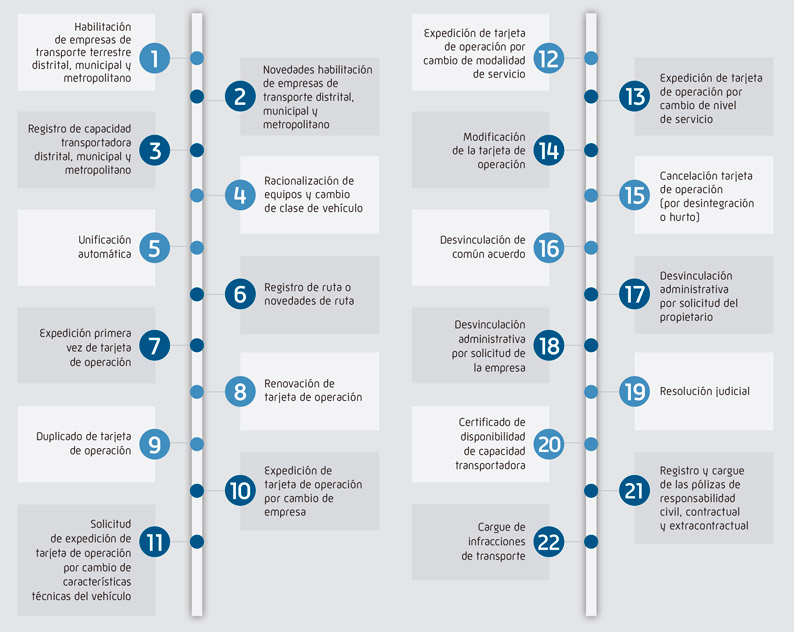 Habilitación
de empresas de
transporte terrestre
distrital, municipal y
metropolitano
1
2
Novedades habilitación
de empresas de
transporte distrital,
municipal y
metropolitano
Registro de capacidad
transportadora
distrital, municipal y
metropolitano
3
4
Racionalización de
equipos y cambio
de clase de vehículo
Unificación
automática
5
6
Registro de ruta o
novedades de ruta
Expedición primera
vez de tarjeta
de operación
7
8
Renovación de
tarjeta de operación
Duplicado de tarjeta
de operación
9
10
Expedición de
tarjeta de operación
por cambio de
empresa
Solicitud
de expedición de
tarjeta de operación
por cambio de
características
técnicas del vehículo
11
Expedición de tarjeta
de operación por
cambio de modalidad
de servicio
12
13
Expedición de tarjeta
de operación por
cambio de nivel
de servicio
Modificación
de la tarjeta de
operación
14
15
Cancelación tarjeta
de operación
(por desintegración
o hurto)
Desvinculación de
común acuerdo
16
17
Desvinculación
administrativa
por solicitud del
propietario
Desvinculación
administrativa
por solicitud de
la empresa
18
19
Resolución judicial
Certificado de
disponibilidad
de capacidad
transportadora
20
21
Registro y cargue
de las pólizas de
responsabilidad
civil, contractual
y extracontractual
Cargue de
infracciones
de transporte
22